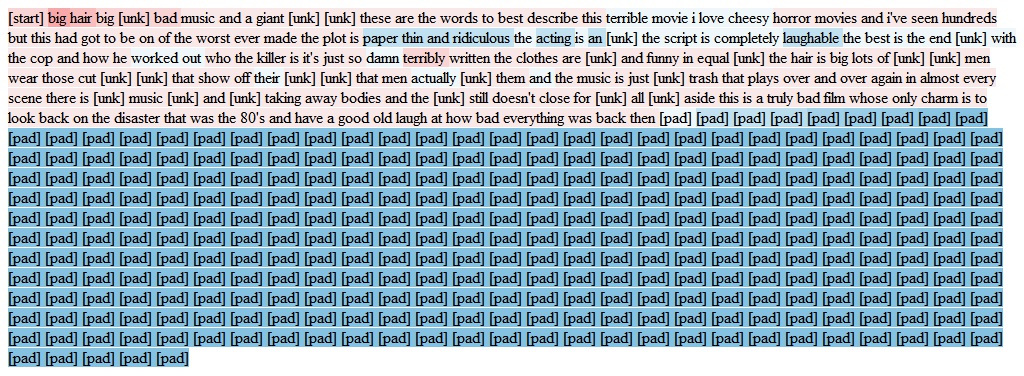 [start] big hair big [unk] bad music and a giant [unk] [unk] these are the words to best describe this terrible movie i love cheesy horror movies and i've seen hundreds
but this had got to be on of the worst ever made the plot is paper thin and ridiculous the acting is an [unk] the script is completely laughable the best is the end [unk] with
the cop and how he worked out who the killer is it's just so damn terribly written the clothes are [unk] and funny in equal [unk] the hair is big lots of [unk] [unk] men
wear those cut [unk] [unk] that show off their [unk] [unk] that men actually [unk] them and the music is just [unk] trash that plays over and over again in almost every
scene there is [unk] music [unk] and [unk] taking away bodies and the [unk] still doesn't close for [unk] all [unk] aside this is a truly bad film whose only charm is to
look back on the disaster that was the 80's and have a good old laugh at how bad everything was back then [pad] [pad] [pad] [pad] [pad] [pad] [pad] [pad] [pad]
[pad] [pad] [pad] [pad] [pad] [pad] [pad] [pad] [pad] [pad] [pad] [pad] [pad] [pad] [pad] [pad] [pad] [pad] [pad] [pad] [pad] [pad] [pad] [pad] [pad] [pad] [pad]
[pad] [pad] [pad] [pad] [pad] [pad] [pad] [pad] [pad] [pad] [pad] [pad] [pad] [pad] [pad] [pad] [pad] [pad] [pad] [pad] [pad] [pad] [pad] [pad] [pad] [pad] [pad]
[pad] [pad] [pad] [pad] [pad] [pad] [pad] [pad] [pad] [pad] [pad] [pad] [pad] [pad] [pad] [pad] [pad] [pad] [pad] [pad] [pad] [pad] [pad] [pad] [pad] [pad] [pad]
[pad] [pad] [pad] [pad] [pad] [pad] [pad] [pad] [pad] [pad] [pad] [pad] [pad] [pad] [pad] [pad] [pad] [pad] [pad] [pad] [pad] [pad] [pad] [pad] [pad] [pad] [pad]
[pad] [pad] [pad] [pad] [pad] [pad] [pad] [pad] [pad] [pad] [pad] [pad] [pad] [pad] [pad] [pad] [pad] [pad] [pad] [pad] [pad] [pad] [pad] [pad] [pad] [pad] [pad]
[pad] [pad] [pad] [pad] [pad] [pad] [pad] [pad] [pad] [pad] [pad] [pad] [pad] [pad] [pad] [pad] [pad] [pad] [pad] [pad] [pad] [pad] [pad] [pad] [pad] [pad] [pad]
[pad] [pad] [pad] [pad] [pad] [pad] [pad] [pad] [pad] [pad] [pad] [pad] [pad] [pad] [pad] [pad] [pad] [pad] [pad] [pad] [pad] [pad] [pad] [pad] [pad] [pad] [pad]
[pad] [pad] [pad] [pad] [pad] [pad] [pad] [pad] [pad] [pad] [pad] [pad] [pad] [pad] [pad] [pad] [pad] [pad] [pad] [pad] [pad] [pad] [pad] [pad] [pad] [pad] [pad]
[pad] [pad] [pad] [pad] [pad] [pad] [pad] [pad] [pad] [pad] [pad] [pad] [pad] [pad] [pad] [pad] [pad] [pad] [pad] [pad] [pad] [pad] [pad] [pad] [pad] [pad] [pad]
[pad] [pad] [pad] [pad] [pad] [pad] [pad] [pad] [pad] [pad] [pad] [pad] [pad] [pad] [pad] [pad] [pad] [pad] [pad] [pad] [pad] [pad] [pad] [pad] [pad] [pad] [pad]
[pad] [pad] [pad] [pad] [pad] [pad] [pad] [pad] [pad] [pad] [pad] [pad] [pad] [pad] [pad] [pad] [pad] [pad] [pad] [pad] [pad] [pad] [pad] [pad] [pad] [pad] [pad]
[pad] [pad] [pad] [pad] [pad]